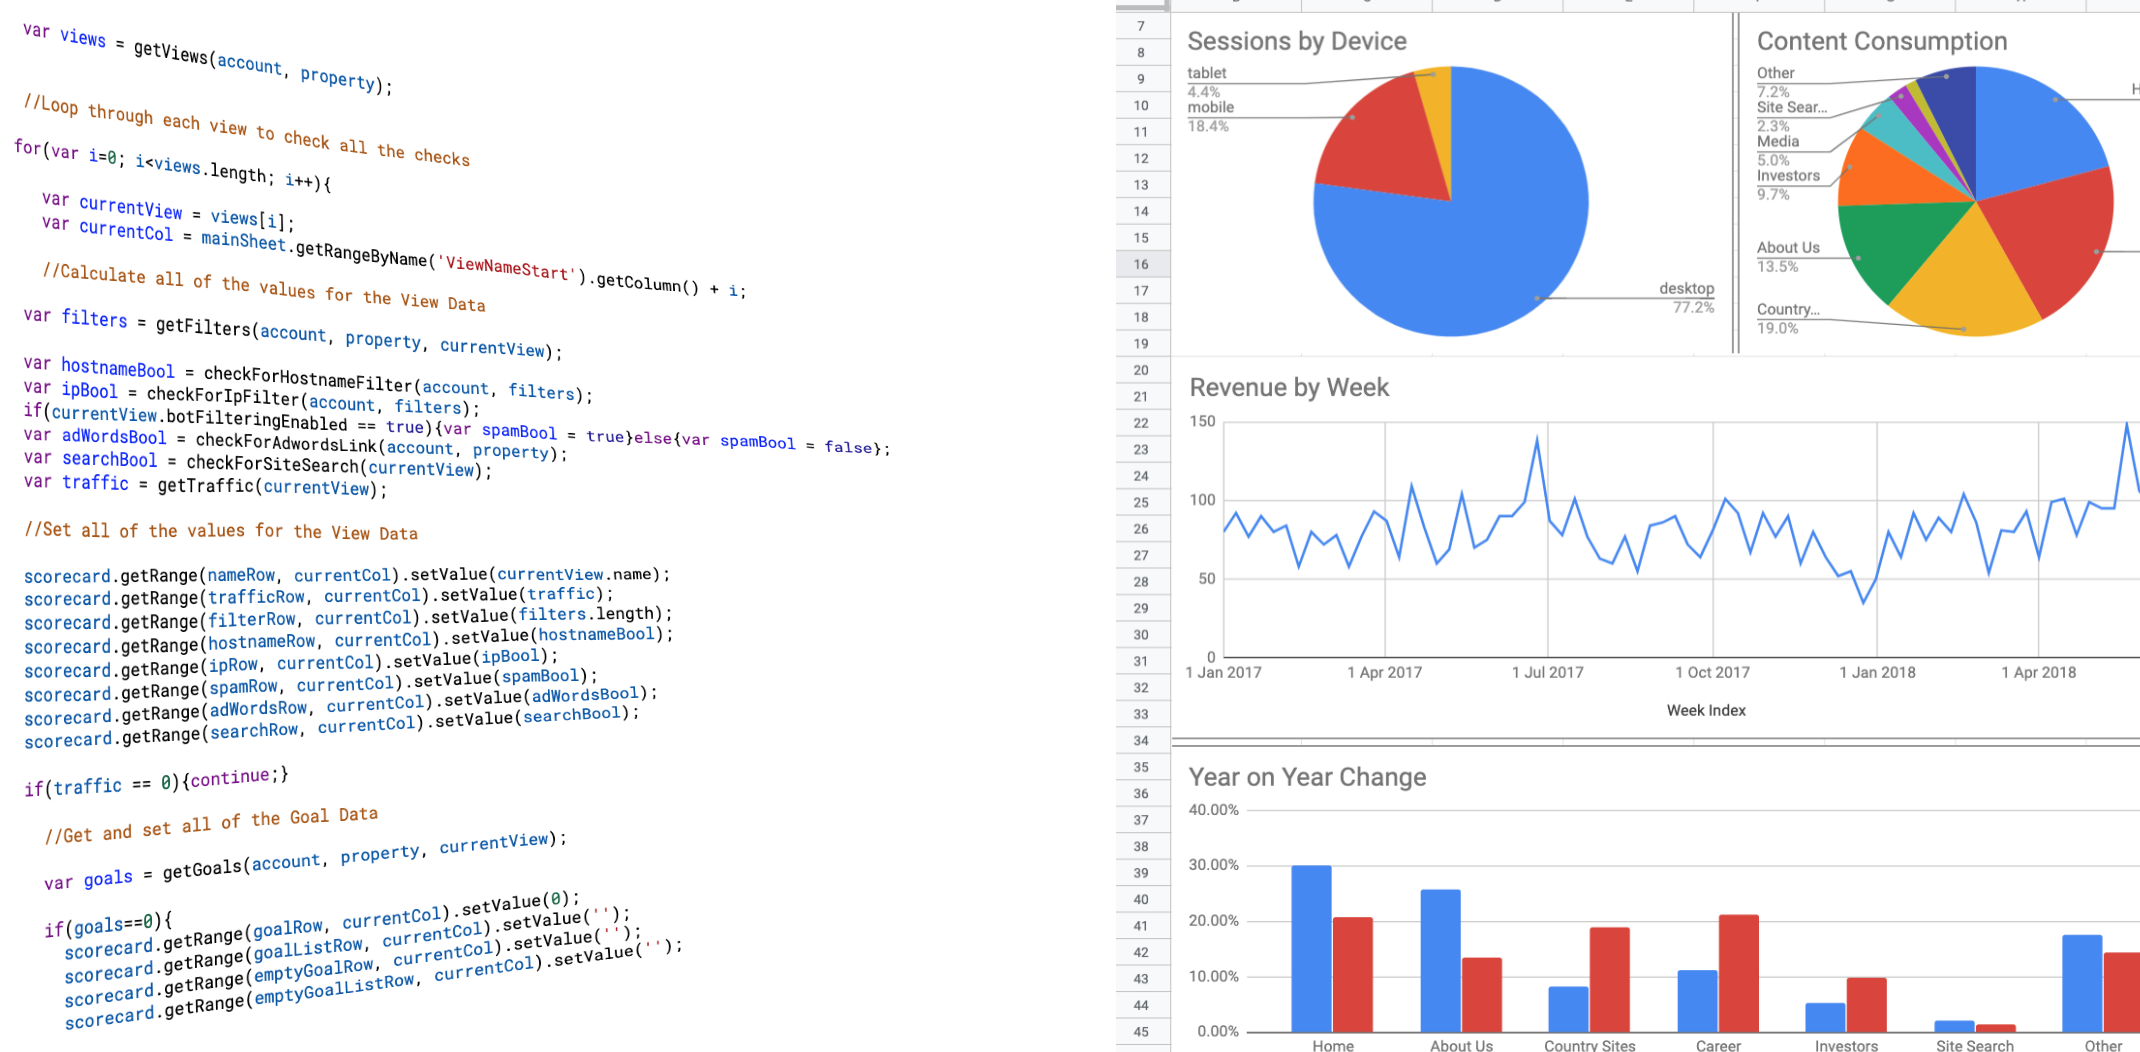 var views = getViews(account, property);
//Loop through each view to check all the checks
for(var i=0; i<views.length; i++){
var currentView = views[i];
var currentCol = mainSheet.getRangeByName('ViewNameStart').getColumn() + i;
//Calculate all of the values for the View Data
var filters = getFilters(account, property, currentView);
var hostnameBool = checkForHostnameFilter(account, filters);
var ipBool = checkForIpFilter(account, filters);
if(currentView.botFilteringEnabled == true){var spamBool = true}else{var spamBool = false};
var adWordsBool = checkForAdwordsLink(account, property);
var searchBool = checkForSiteSearch(currentView);
var traffic = getTraffic(currentView);
//Set all of the values for the View Data
scorecard.getRange(nameRow, currentCol).setValue(currentView.name);
scorecard.getRange(trafficRow, currentCol).setValue(traffic);
scorecard.getRange(filterRow, currentCol).setValue(filters.length);
scorecard.getRange(hostnameRow, currentCol).setValue(hostnameBool);
scorecard.getRange(ipRow, currentCol).setValue(ipBool);
scorecard.getRange(spamRow, currentCol).setValue(spamBool);
scorecard.getRange(adWordsRow, currentCol).setValue(adWordsBool);
scorecard.getRange(searchRow, currentCol).setValue(searchBool);
if(traffic == 0){continue;}
//Get and set all of the Goal Data
var goals = getGoals(account, property, currentView);
if(goals==0){
scorecard.getRange(goalRow, currentCol).setValue(0);
scorecard.getRange(goalListRow, currentCol).setValue('');
scorecard.getRange(emptyGoalRow, currentCol).setValue('');
scorecard.getRange(emptyGoalListRow, currentCol).setValue('');
7
8
9
10
11
12
13
14
15
16
17
18
19
20
21
22
23
24
25
26
27
28
29
30
31
32
33
34
35
36
37
38
39
40
41
42
43
44
45
Sessions by Device
tablet
4.4%
mobile
18.4%
desktop
77.2%
Content Consumption
Other
7.2%
Site Sear...
2.3%
Media
5.0%
Investors
9.7%
About Us
13.5%
Country...
19.0%
H
Revenue by Week
150
100
50
0
1 Jan 2017 1 Apr 2017 1 Jul 2017 1 Oct 2017 1 Jan 2018 1 Apr 2018
Week Index
Year on Year Change
40.00%
30.00%
20.00%
10.00%
0.00%
Home About Us Country Sites Career Investors Site Search Other